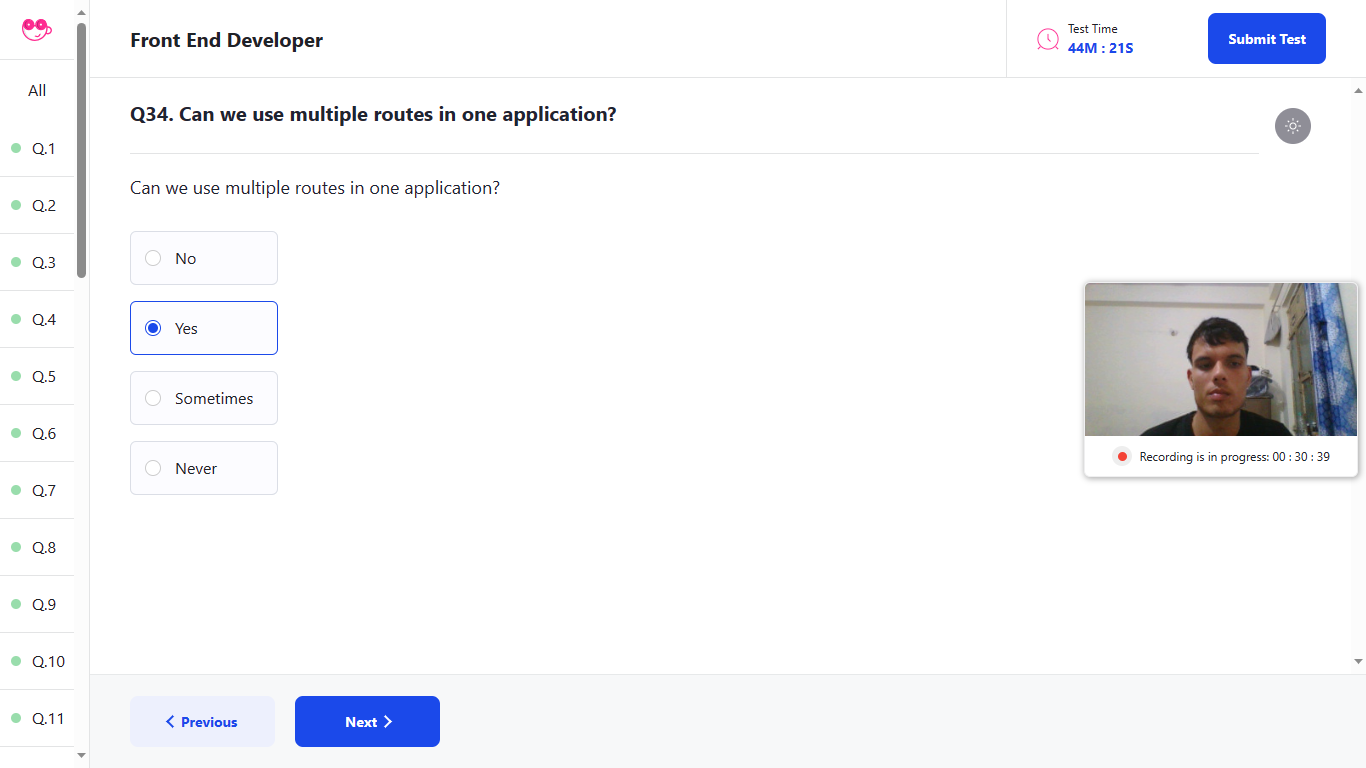 All
Q.1
Q.2
Q.3
Q.4
Q.5
Q.6
Q.7
Q.8
Q.9
Q.10
Q.11
Front End Developer
Test Time
44M : 21S
Submit Test
Q34. Can we use multiple routes in one application?
Can we use multiple routes in one application?
No
Yes
Sometimes
Never
Recording is in progress: 00 : 30 : 39
Previous
Next